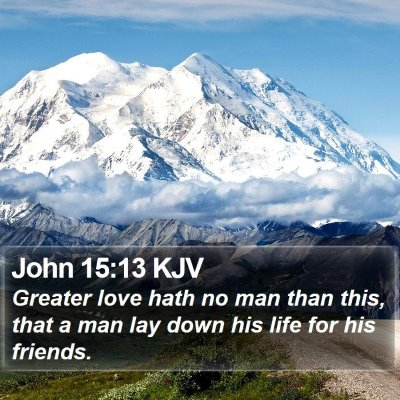 John 15:13 KJV
Greater love hath no man than this,
that a man lay down his life for his
friends.